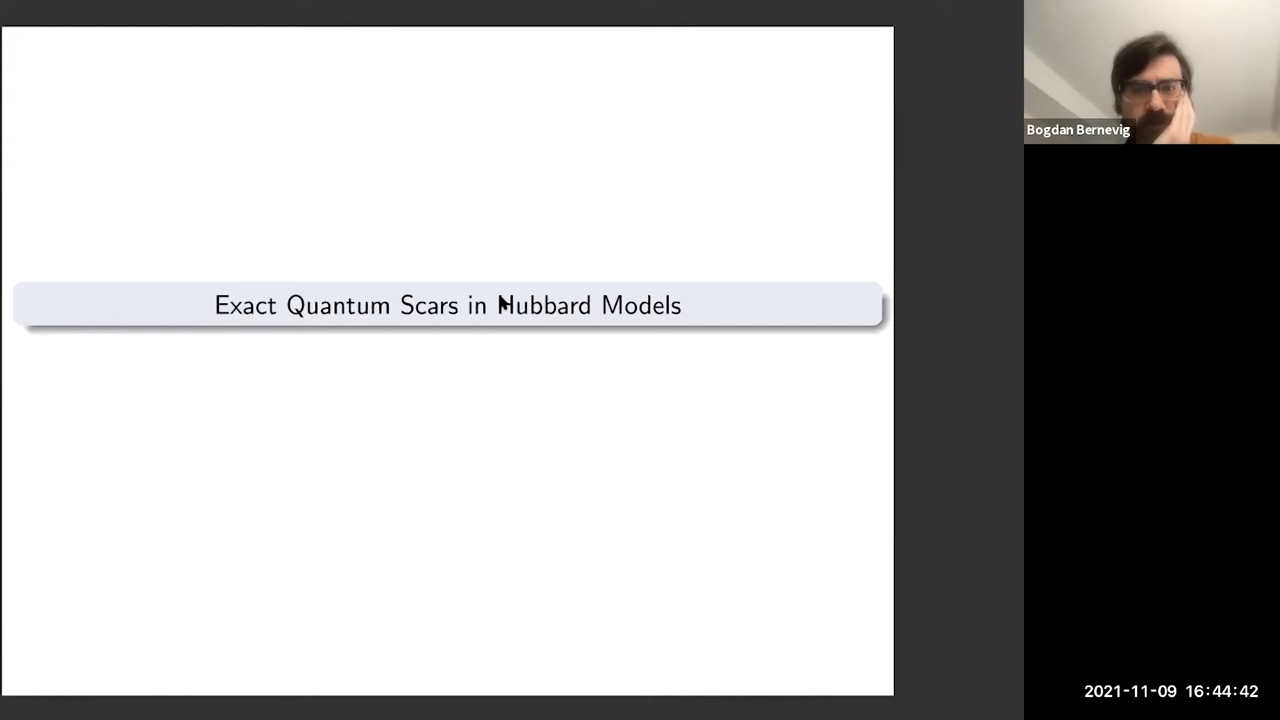 Exact Quantum Scars in Hubbard Models
Bogdan Bernevig
2021-11-09 16:44:42